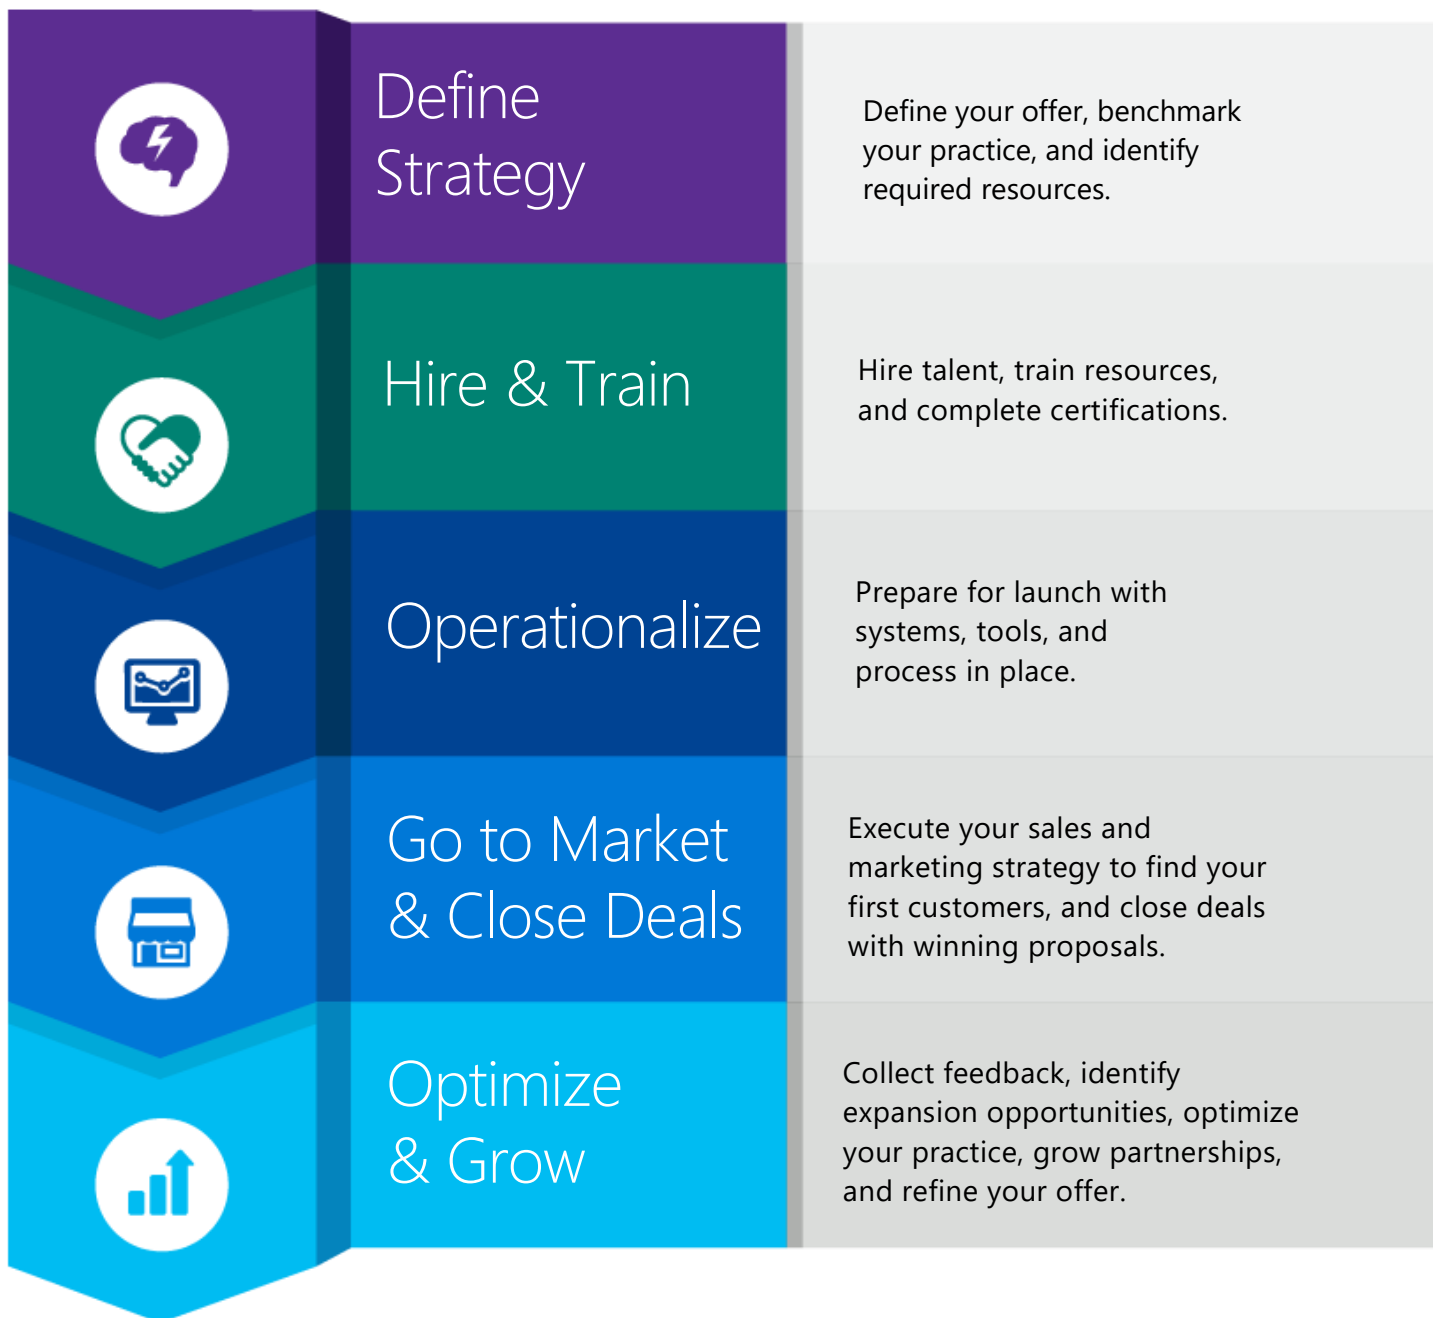 Define
Strategy
Define your offer, benchmark
your practice, and identify
required resources.
Hire & Train
Hire talent, train resources,
and complete certifications.
Operationalize
Prepare for launch with
systems, tools, and
process in place.
Go to Market
& Close Deals
Execute your sales and
marketing strategy to find your
first customers, and close deals
with winning proposals.
Optimize
& Grow
Collect feedback, identify
expansion opportunities, optimize
your practice, grow partnerships,
and refine your offer.